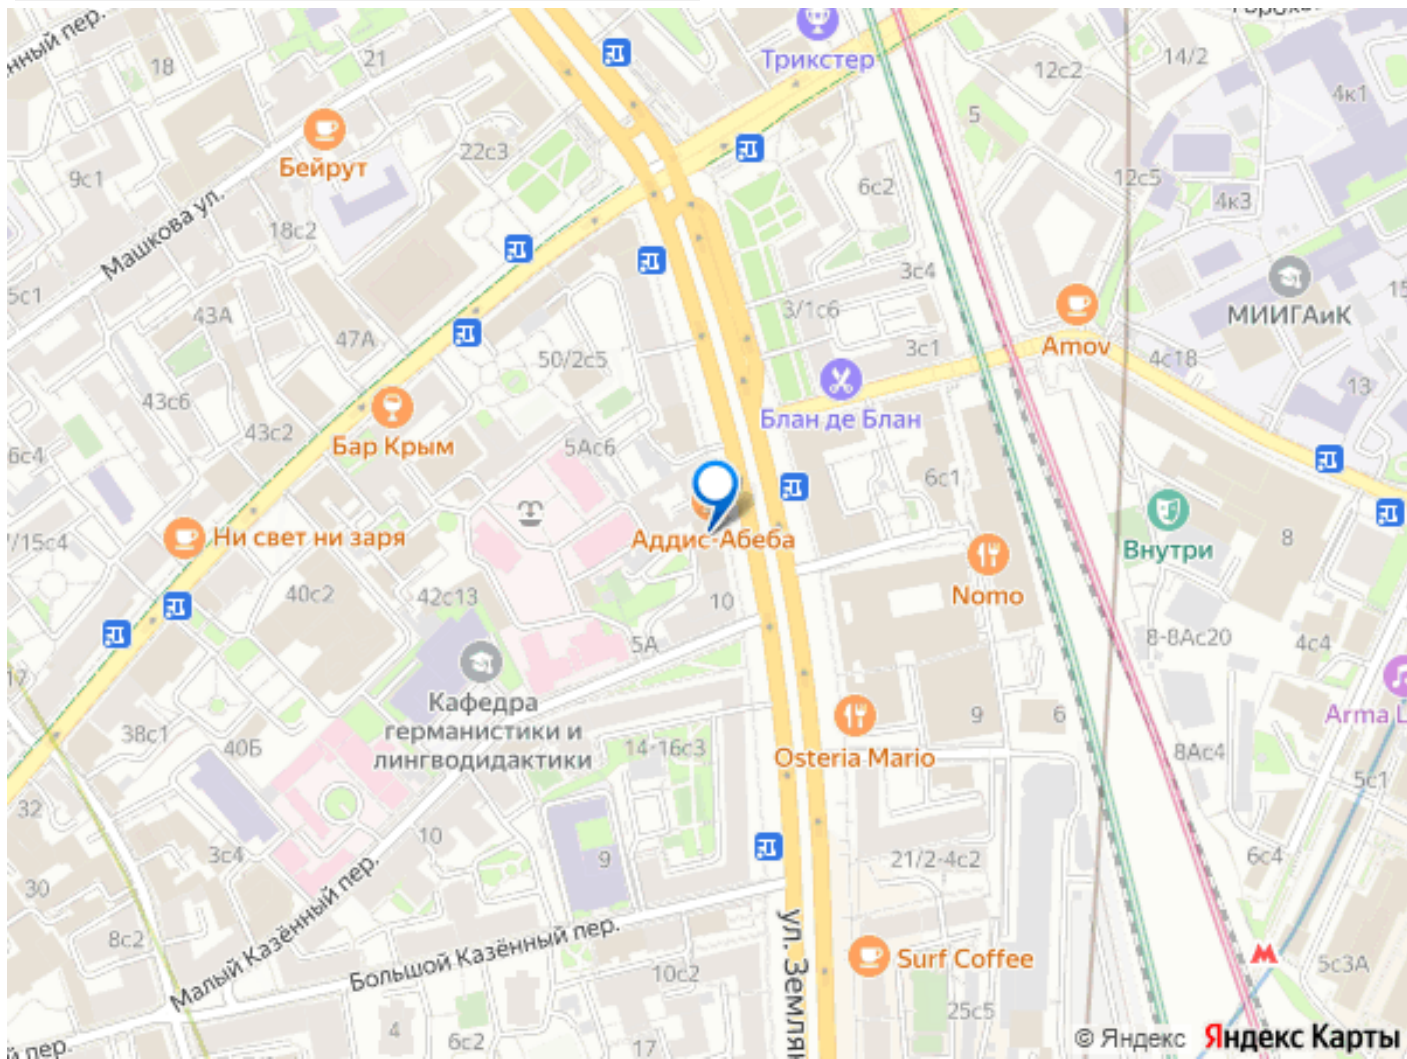 Трикстер
14/2
12с2
18
21
4к1
5
Бейрут
22с3
9с1
12с5
6с2
4к3
Машкова ул.
18с2
3с4
5с1
МИИГАиК
43А
3/1с6
47А
Amov
3с1
50/2с5
4с18
13
43с6
Блан де Блан
43с2
Бар Крым
5Ас6
6с4
6с1
Ни свет ни заря
Аддис-Абеба
8
Внутри
/15с4
Nomo
40с2
42с13
10
8-8Ас20
4с4
5А
17
Кафедра
германистики и
лингводидактики
38с1
40Б
14-16с3
9
6
Osteria Mario
Arma L
8Ас4
5с1
32
10
3с4
9
21/2-4с2
6с4
30
Малый Казённый пер.
8с2
Большой Казённый пер.
ул. Землян
10с2
Surf Coffee
5с3А
25с5
4
6с2
17
© Яндекс Яндекс Карты